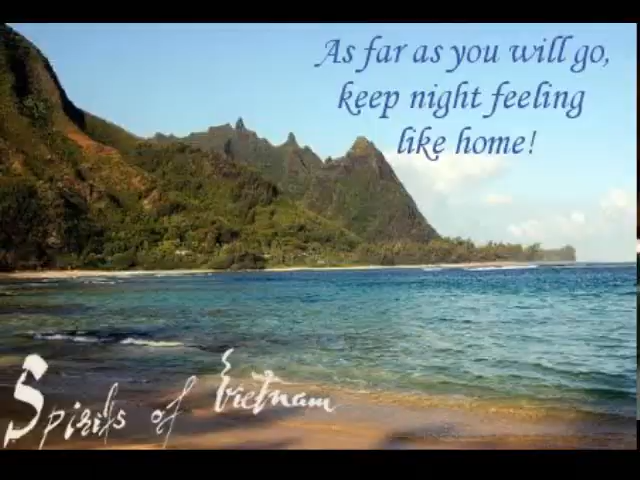 As far as you will go,
keep night feeling
like home!
Spirits of Vietnam